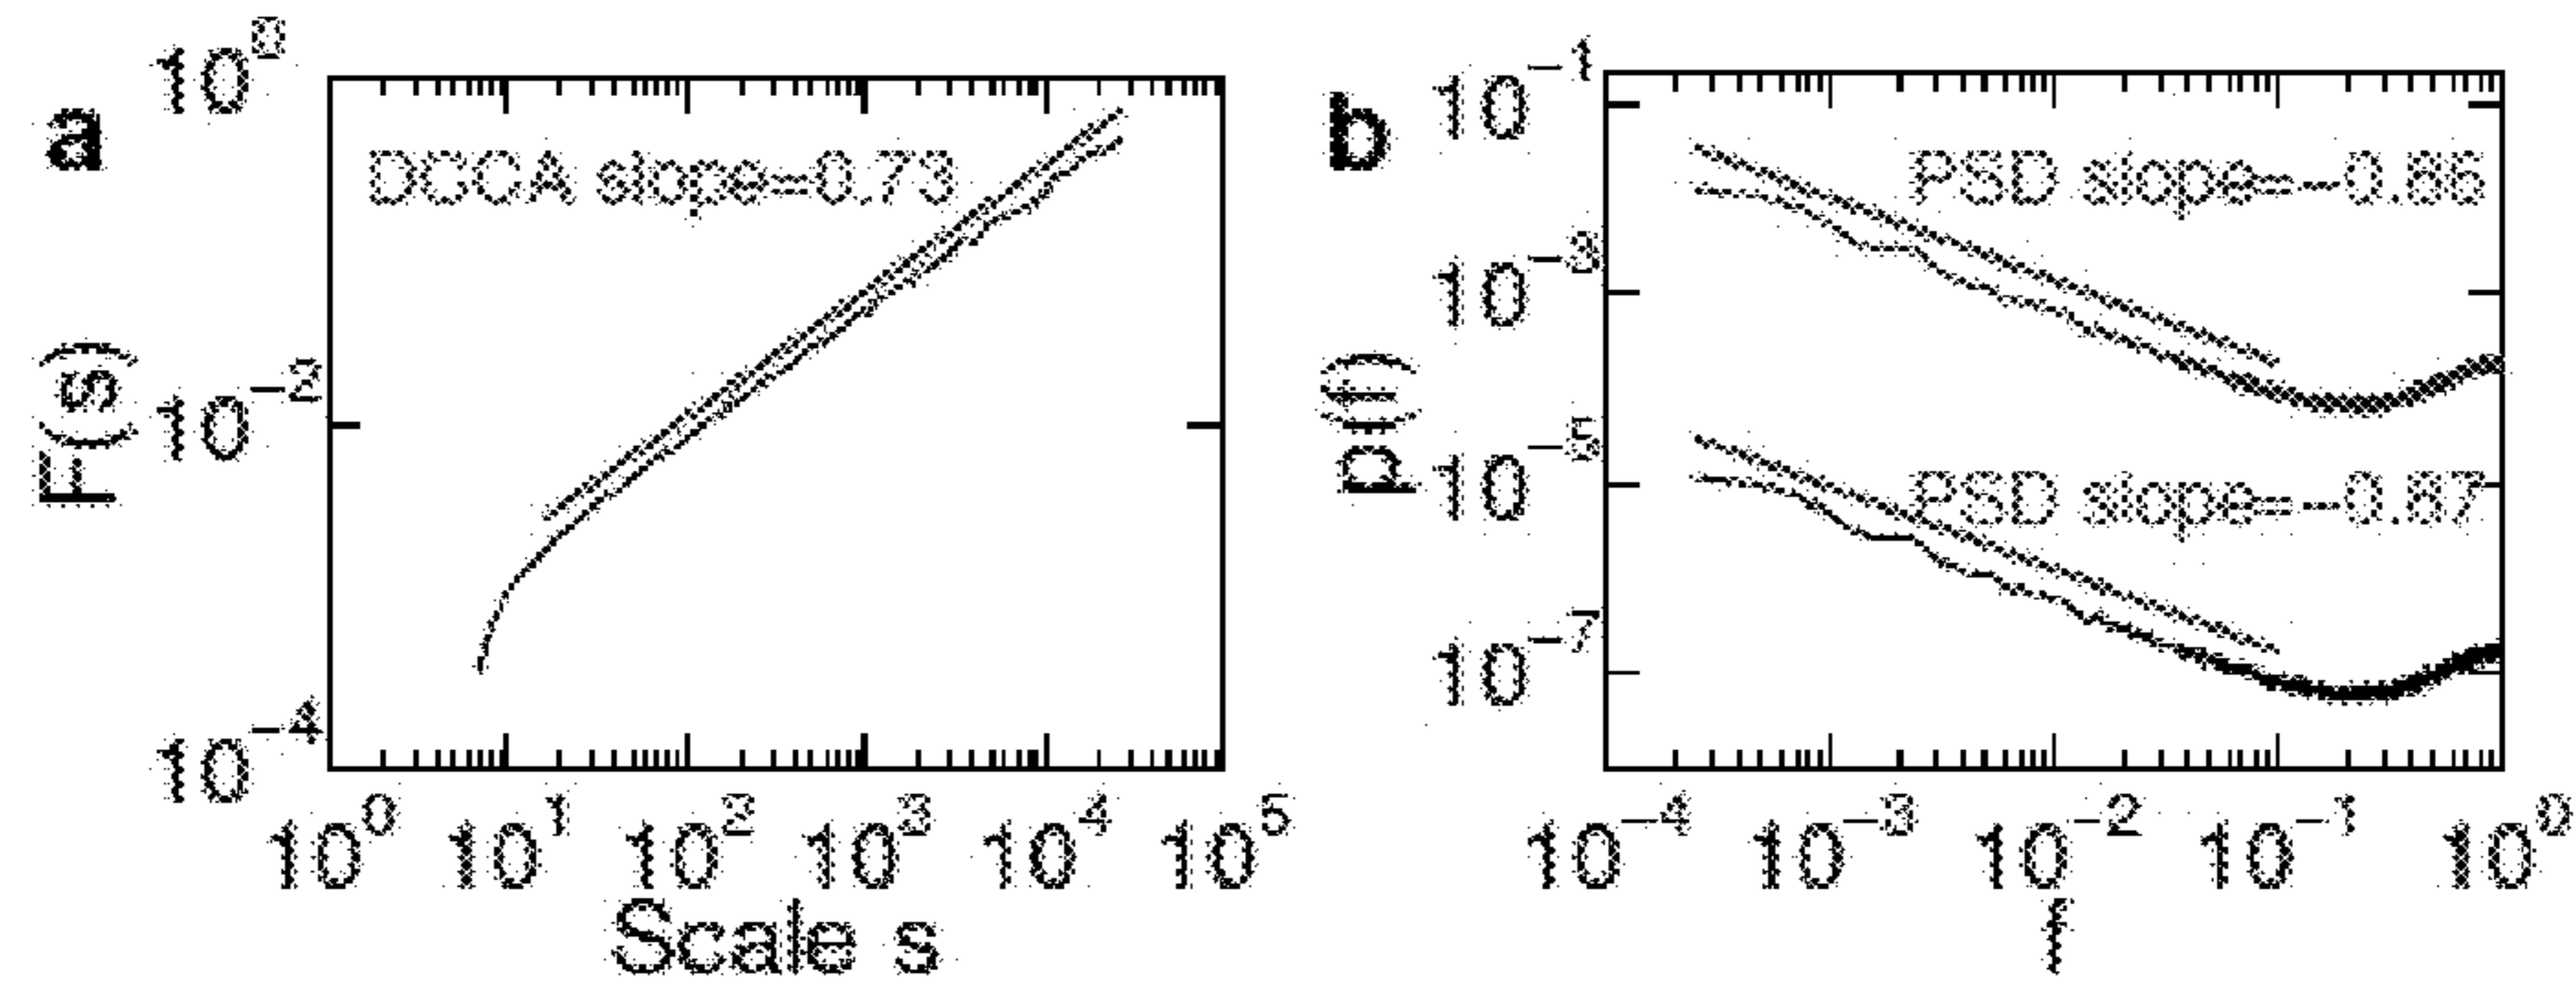 a
DCCA slope=0.73
F(s)
10^0
10^-2
10^-4
10^0 10^1 10^2 10^3 10^4 10^5
Scale s
b
PSD slope=-0.86
PSD slope=-0.87
p(f)
10^-1
10^-3
10^-5
10^-7
10^-4 10^-3 10^-2 10^-1 10^0
f